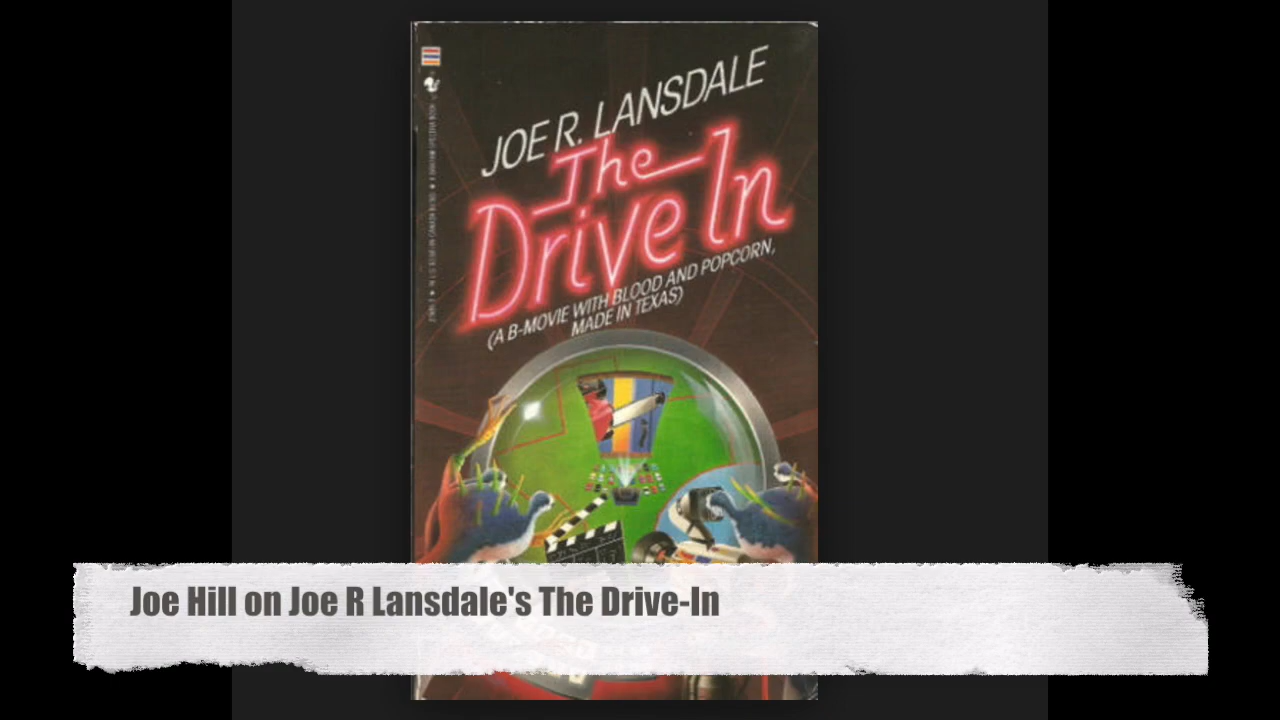 JOE R. LANSDALE
The
Drive In
(A B-MOVIE WITH BLOOD AND POPCORN,
MADE IN TEXAS)
Joe Hill on Joe R Lansdale's The Drive-In